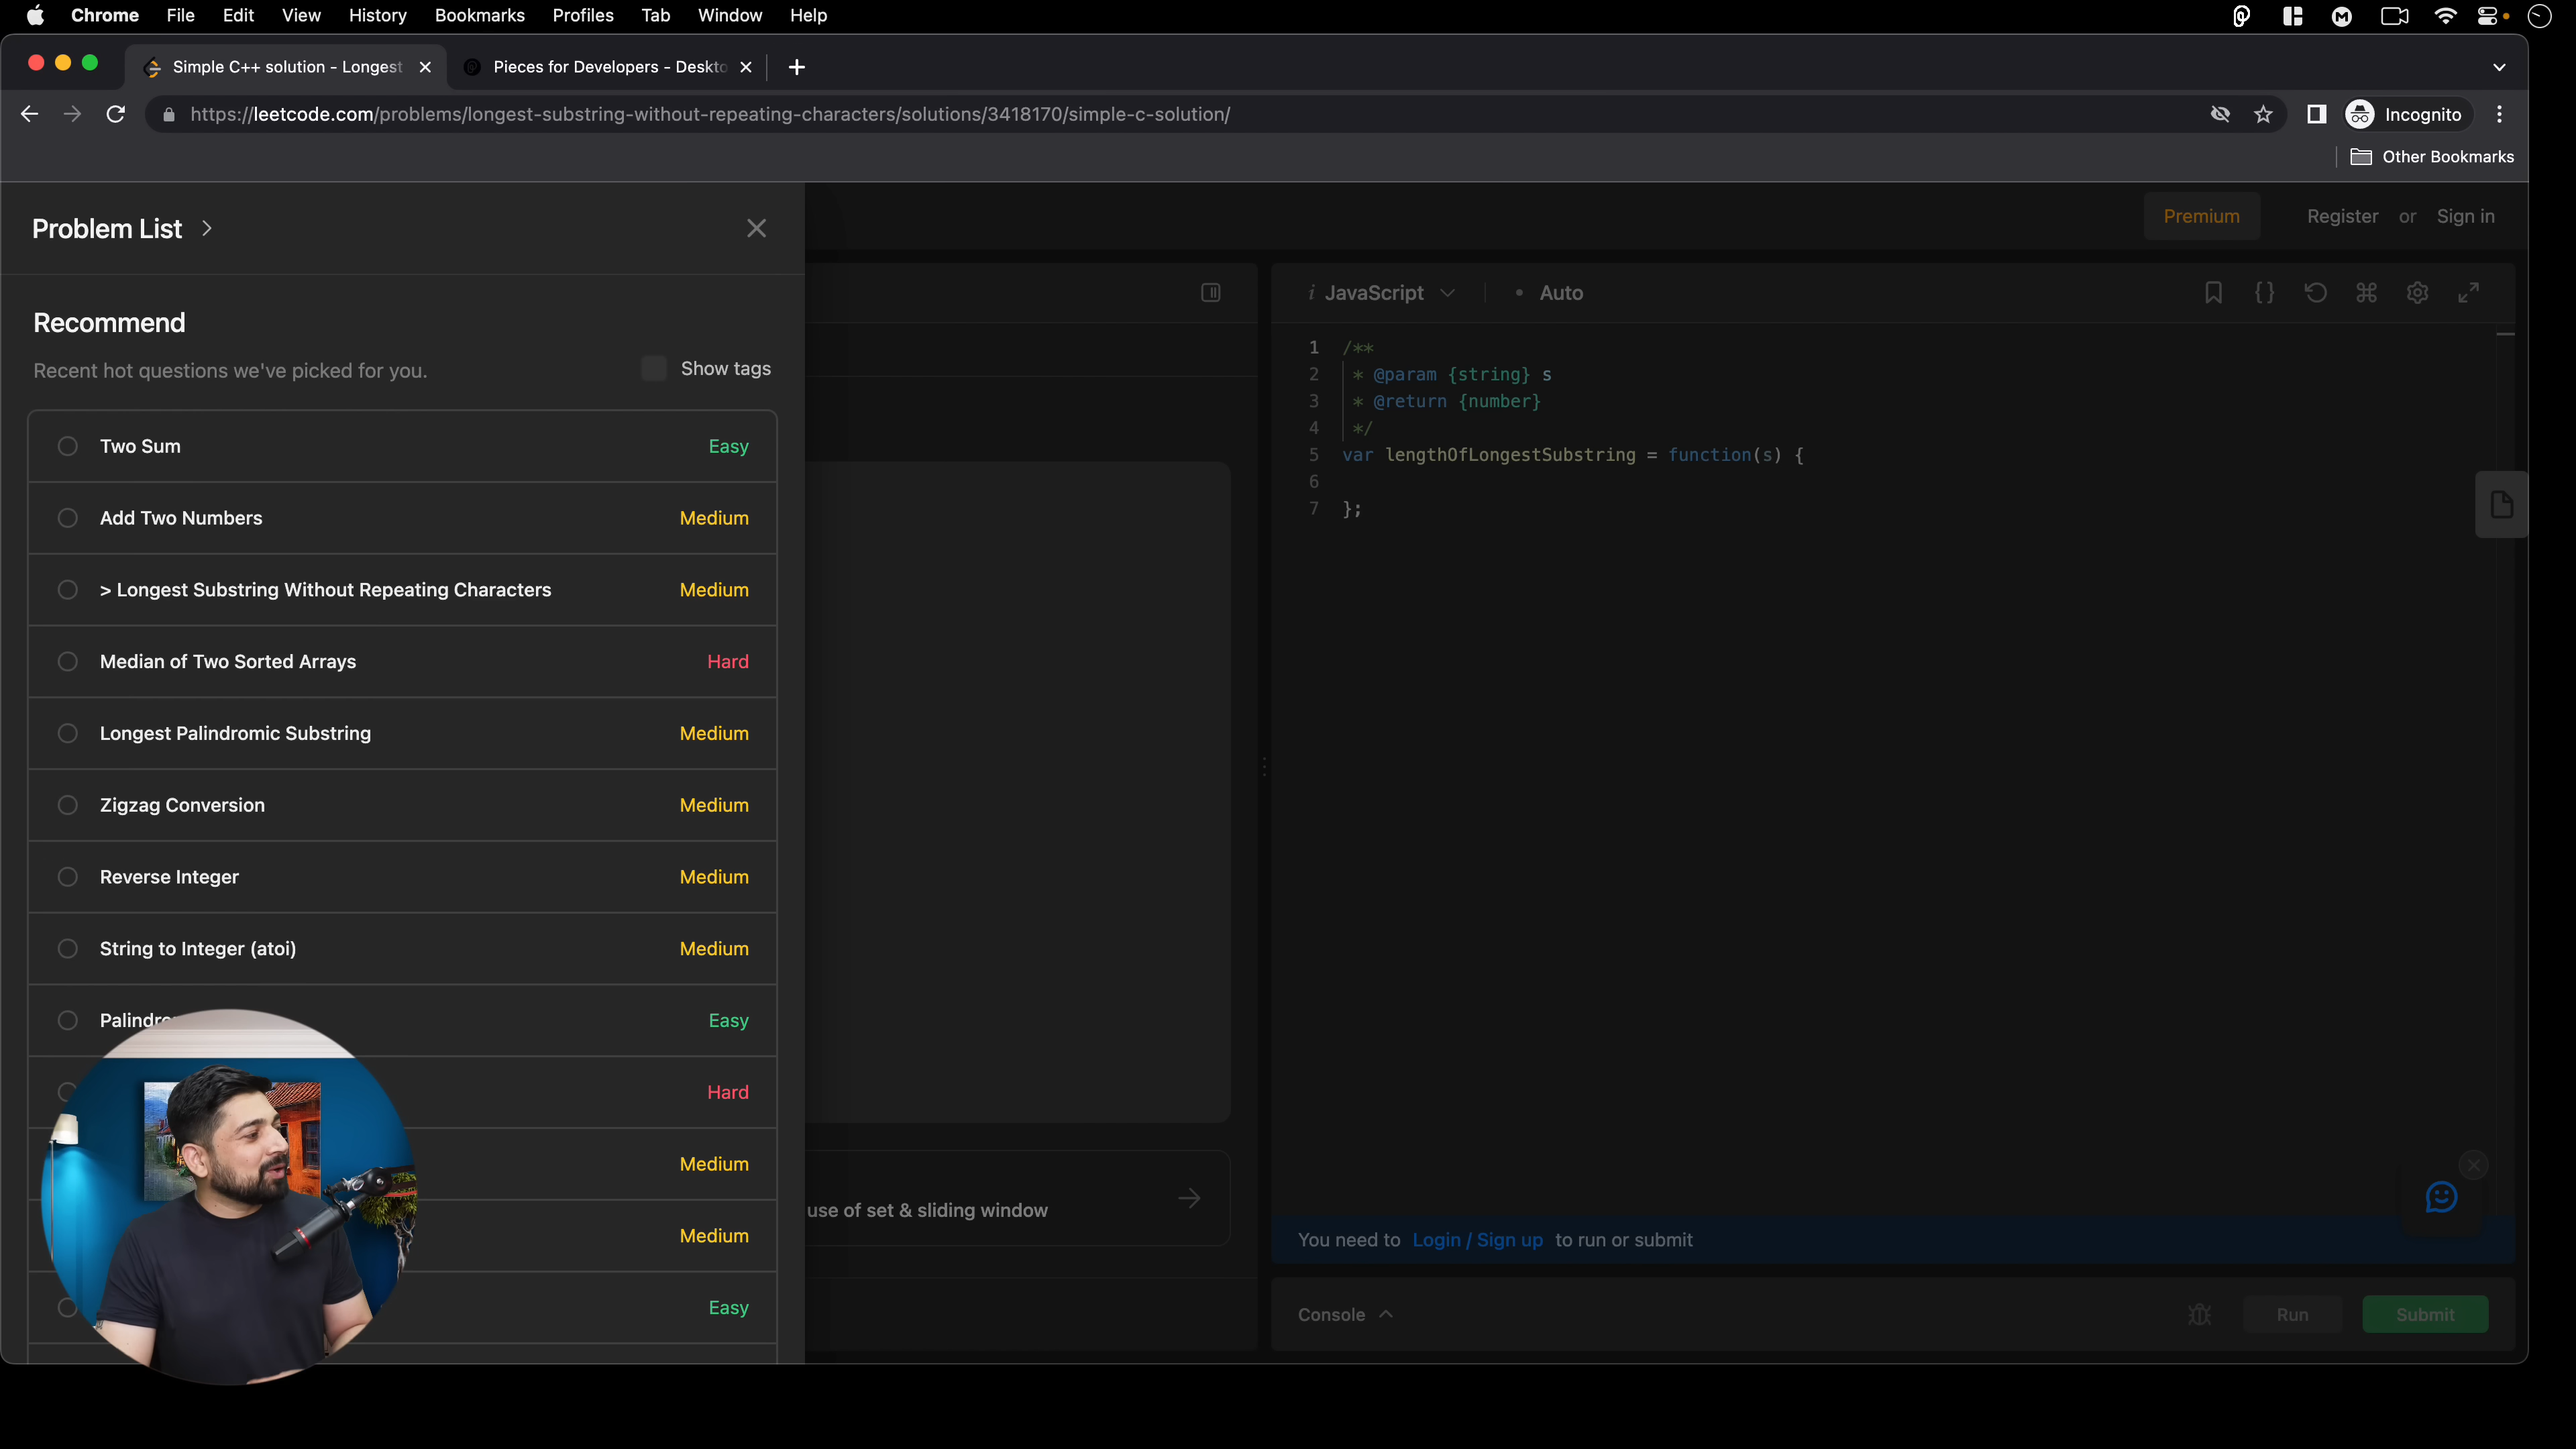 Chrome File Edit View History Bookmarks Profiles Tab Window Help
Simple C++ solution - Longest
Pieces for Developers - Deskto
https://leetcode.com/problems/longest-substring-without-repeating-characters/solutions/3418170/simple-c-solution/
Incognito
Other Bookmarks
Problem List
Premium
Register or Sign in
Recommend
Recent hot questions we've picked for you.
Show tags
Two Sum Easy
Add Two Numbers Medium
> Longest Substring Without Repeating Characters Medium
Median of Two Sorted Arrays Hard
Longest Palindromic Substring Medium
Zigzag Conversion Medium
Reverse Integer Medium
String to Integer (atoi) Medium
Easy
Hard
Medium
Medium
Easy
use of set & sliding window
i JavaScript • Auto
1 /**
2 * @param {string} s
3 * @return {number}
4 */
5 var lengthOfLongestSubstring = function(s) {
6
7 };
You need to Login / Sign up to run or submit
Console
Run
Submit